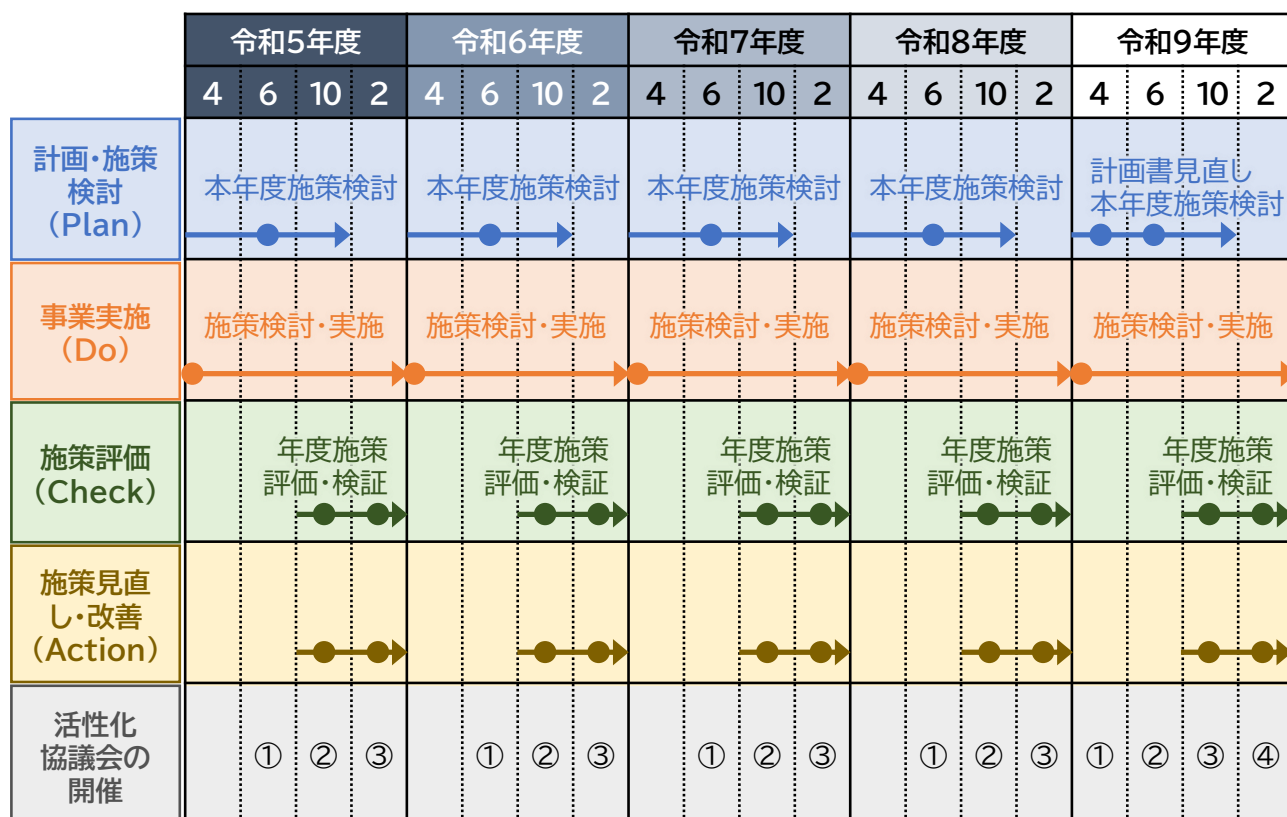 令和5年度 令和6年度 令和7年度 令和8年度 令和9年度
4 6 10 2 4 6 10 2 4 6 10 2 4 6 10 2 4 6 10 2
計画・施策
検討
（Plan）
本年度施策検討 本年度施策検討 本年度施策検討 本年度施策検討
計画書見直し
本年度施策検討
事業実施
（Do）
施策検討・実施 施策検討・実施 施策検討・実施 施策検討・実施 施策検討・実施
施策評価
（Check）
年度施策 年度施策 年度施策 年度施策 年度施策
評価・検証 評価・検証 評価・検証 評価・検証 評価・検証
施策見直
し・改善
（Action）
活性化
協議会の
開催
① ② ③ ① ② ③ ① ② ③ ① ② ③ ① ② ③ ④